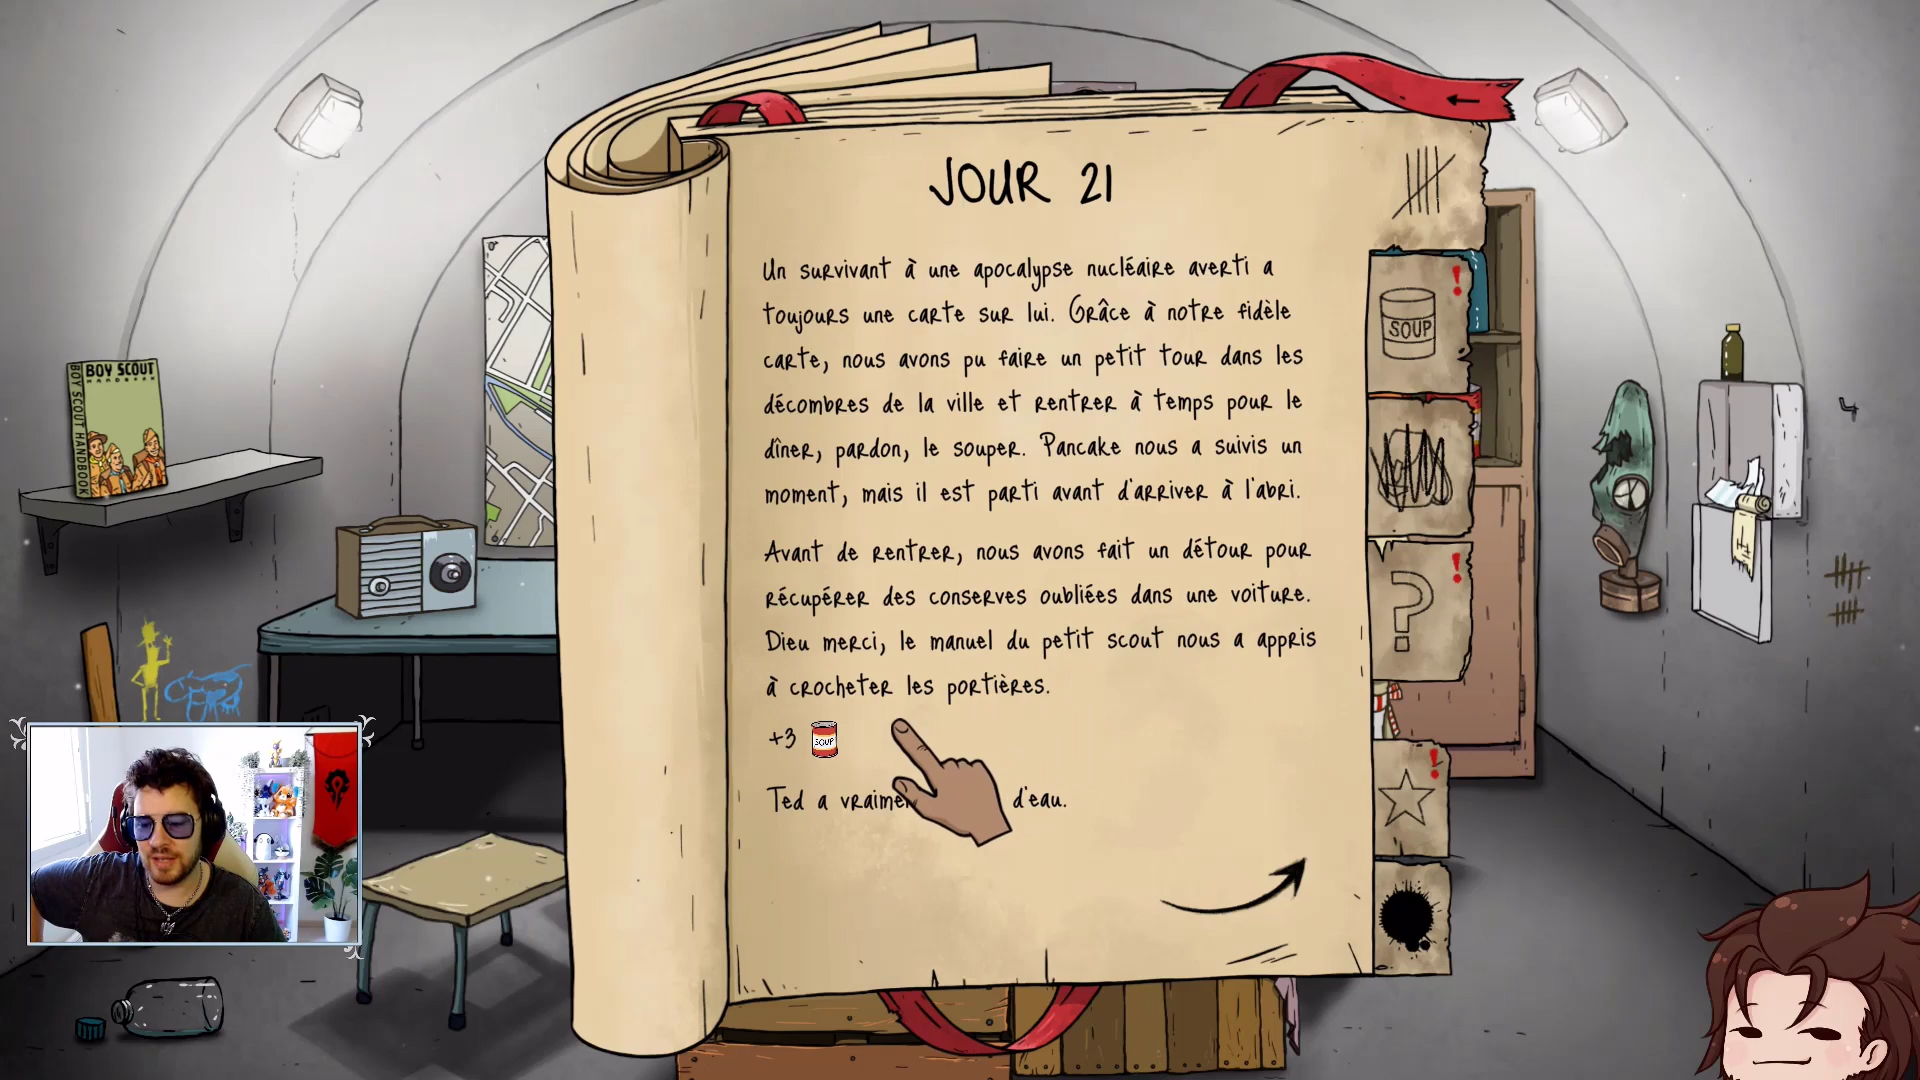 JOUR 21
Un survivant à une apocalypse nucléaire averti a
toujours une carte sur lui. Grâce à notre fidèle
carte, nous avons pu faire un petit tour dans les
décombres de la ville et rentrer à temps pour le
dîner, pardon, le souper. Pancake nous a suivis un
moment, mais il est parti avant d'arriver à l'abri.
Avant de rentrer, nous avons fait un détour pour
récupérer des conserves oubliées dans une voiture.
Dieu merci, le manuel du petit scout nous a appris
à crocheter les portières.
+3 SOUP
Ted a d'eau.
SOUP
!
!
?
!
BOY SCOUT
HANDBOOK
BOY SCOUT HANDBOOK